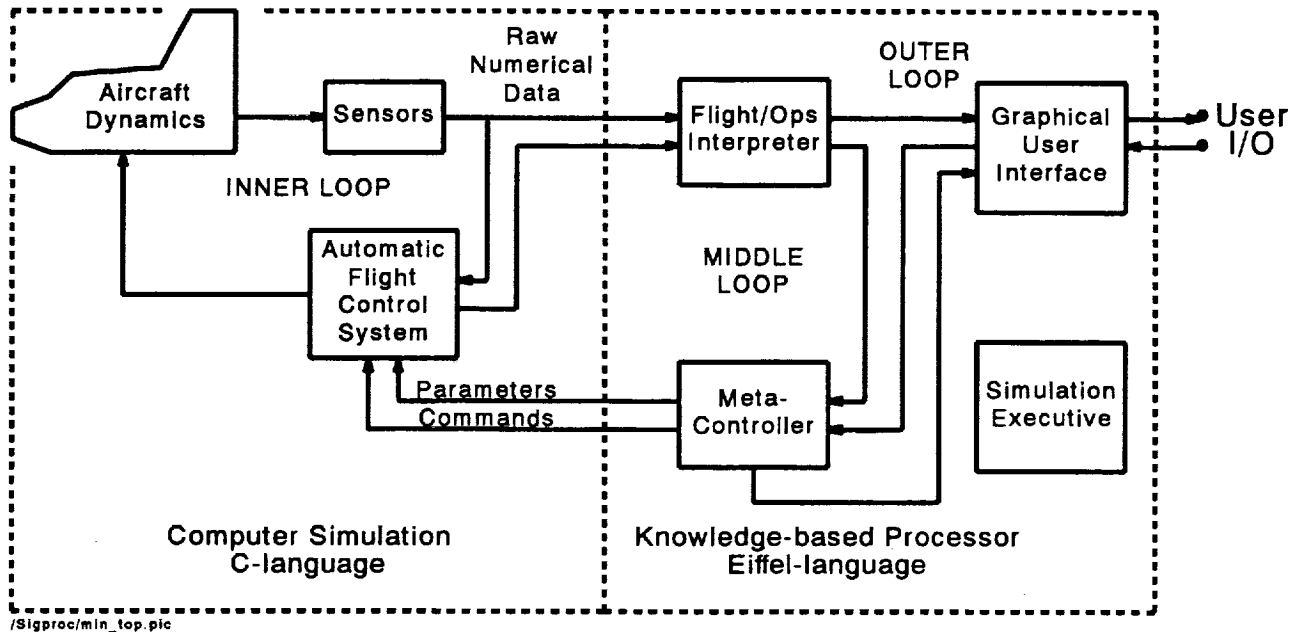 Aircraft
Dynamics
Sensors
Raw
Numerical
Data
INNER LOOP
Automatic
Flight
Control
System
Parameters
Commands
Computer Simulation
C-language
Flight/Ops
Interpreter
OUTER
LOOP
Graphical
User
Interface
User
I/O
MIDDLE
LOOP
Meta-
Controller
Simulation
Executive
Knowledge-based Processor
Eiffel-language
/Sigproc/min_top.pic